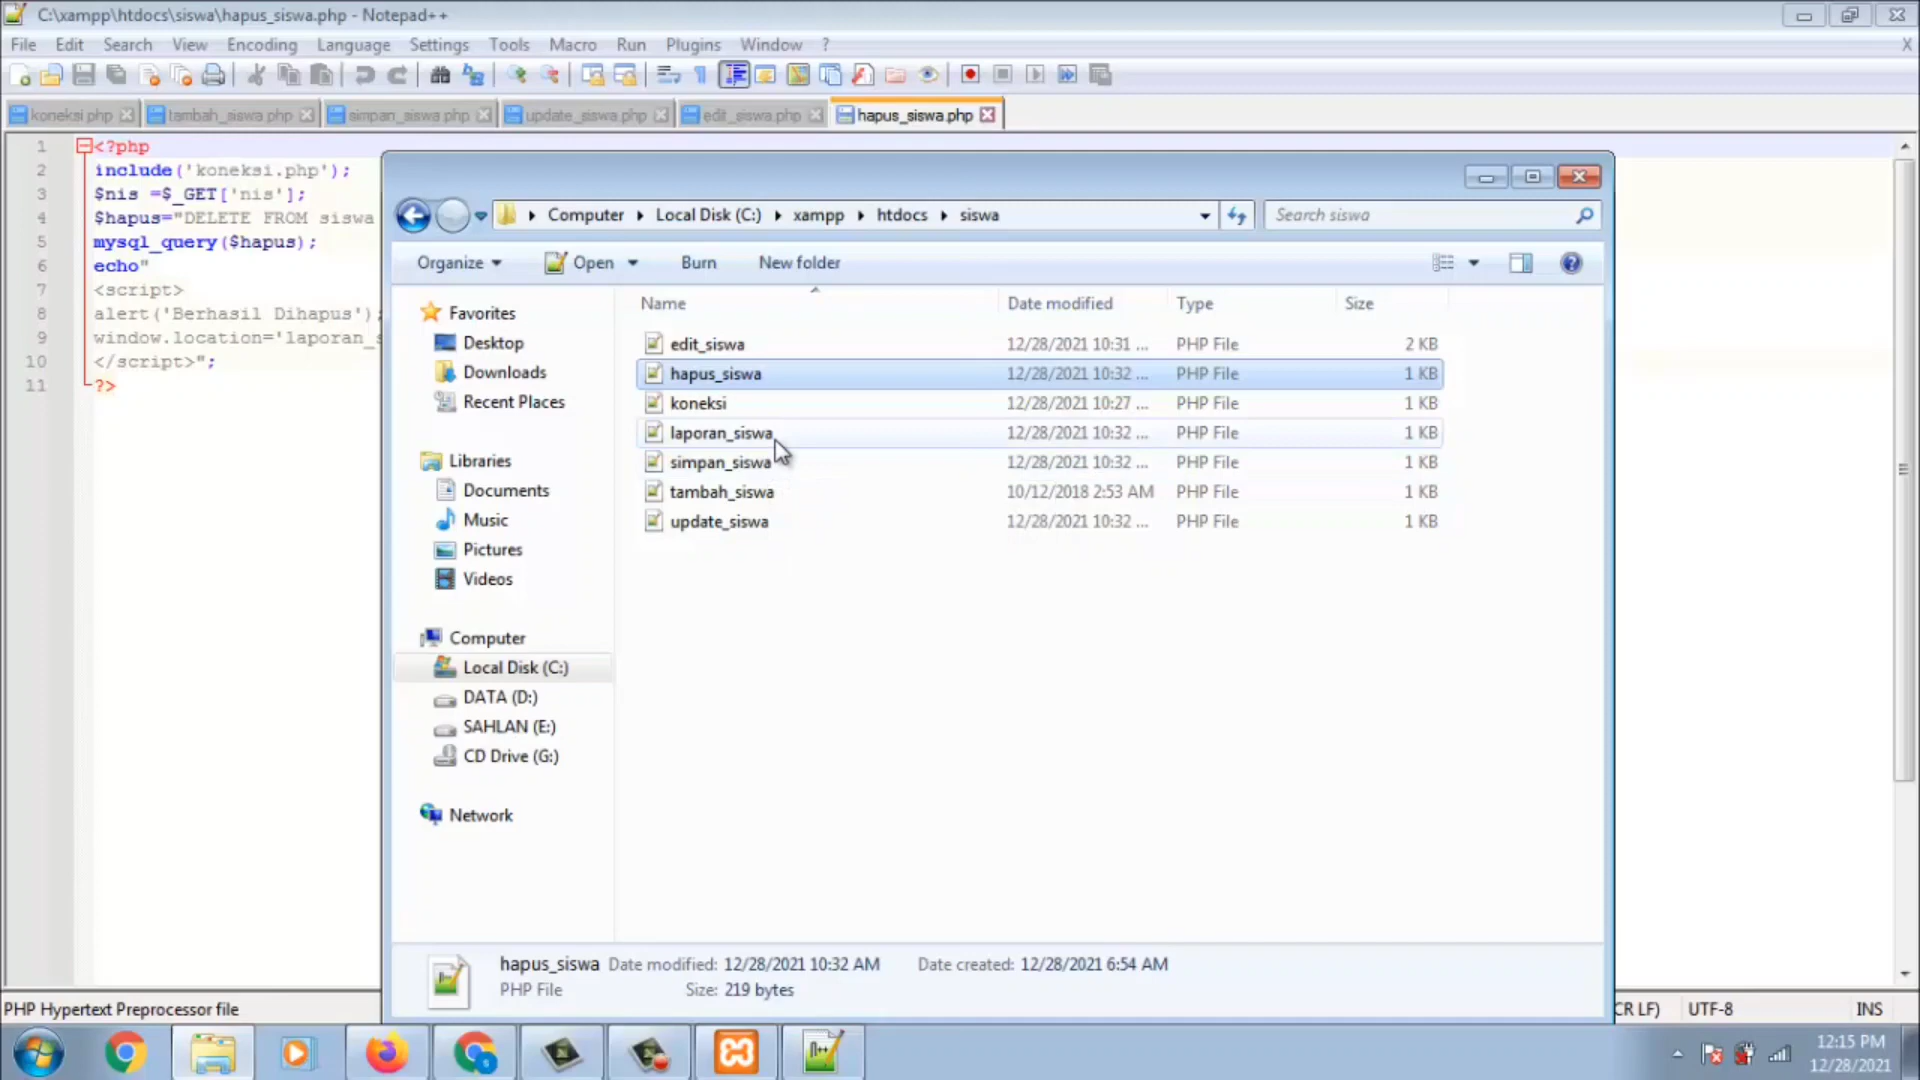 C:\xampp\htdocs\siswa\hapus_siswa.php - Notepad++
File Edit Search View Encoding Language Settings Tools Macro Run Plugins Window ? X
koneksi.php tambah_siswa.php simpan_siswa.php update_siswa.php edit_siswa.php hapus_siswa.php
1 <?php
2 include('koneksi.php');
3 $nis =$_GET['nis'];
4 $hapus="DELETE FROM siswa
5 mysql_query($hapus);
6 echo"
7 <script>
8 alert('Berhasil Dihapus');
9 window.location='laporan_s
10 </script>";
11 ?>
Computer Local Disk (C:) xampp htdocs siswa
Search siswa
Organize Open Burn New folder
Favorites
Desktop
Downloads
Recent Places
Libraries
Documents
Music
Pictures
Videos
Computer
Local Disk (C:)
DATA (D:)
SAHLAN (E:)
CD Drive (G:)
Network
Name Date modified Type Size
edit_siswa 12/28/2021 10:31 ... PHP File 2 KB
hapus_siswa 12/28/2021 10:32 ... PHP File 1 KB
koneksi 12/28/2021 10:27 ... PHP File 1 KB
laporan_siswa 12/28/2021 10:32 ... PHP File 1 KB
simpan_siswa 12/28/2021 10:32 ... PHP File 1 KB
tambah_siswa 10/12/2018 2:53 AM PHP File 1 KB
update_siswa 12/28/2021 10:32 ... PHP File 1 KB
hapus_siswa Date modified: 12/28/2021 10:32 AM Date created: 12/28/2021 6:54 AM
PHP File Size: 219 bytes
PHP Hypertext Preprocessor file CR LF) UTF-8 INS
12:15 PM
12/28/2021